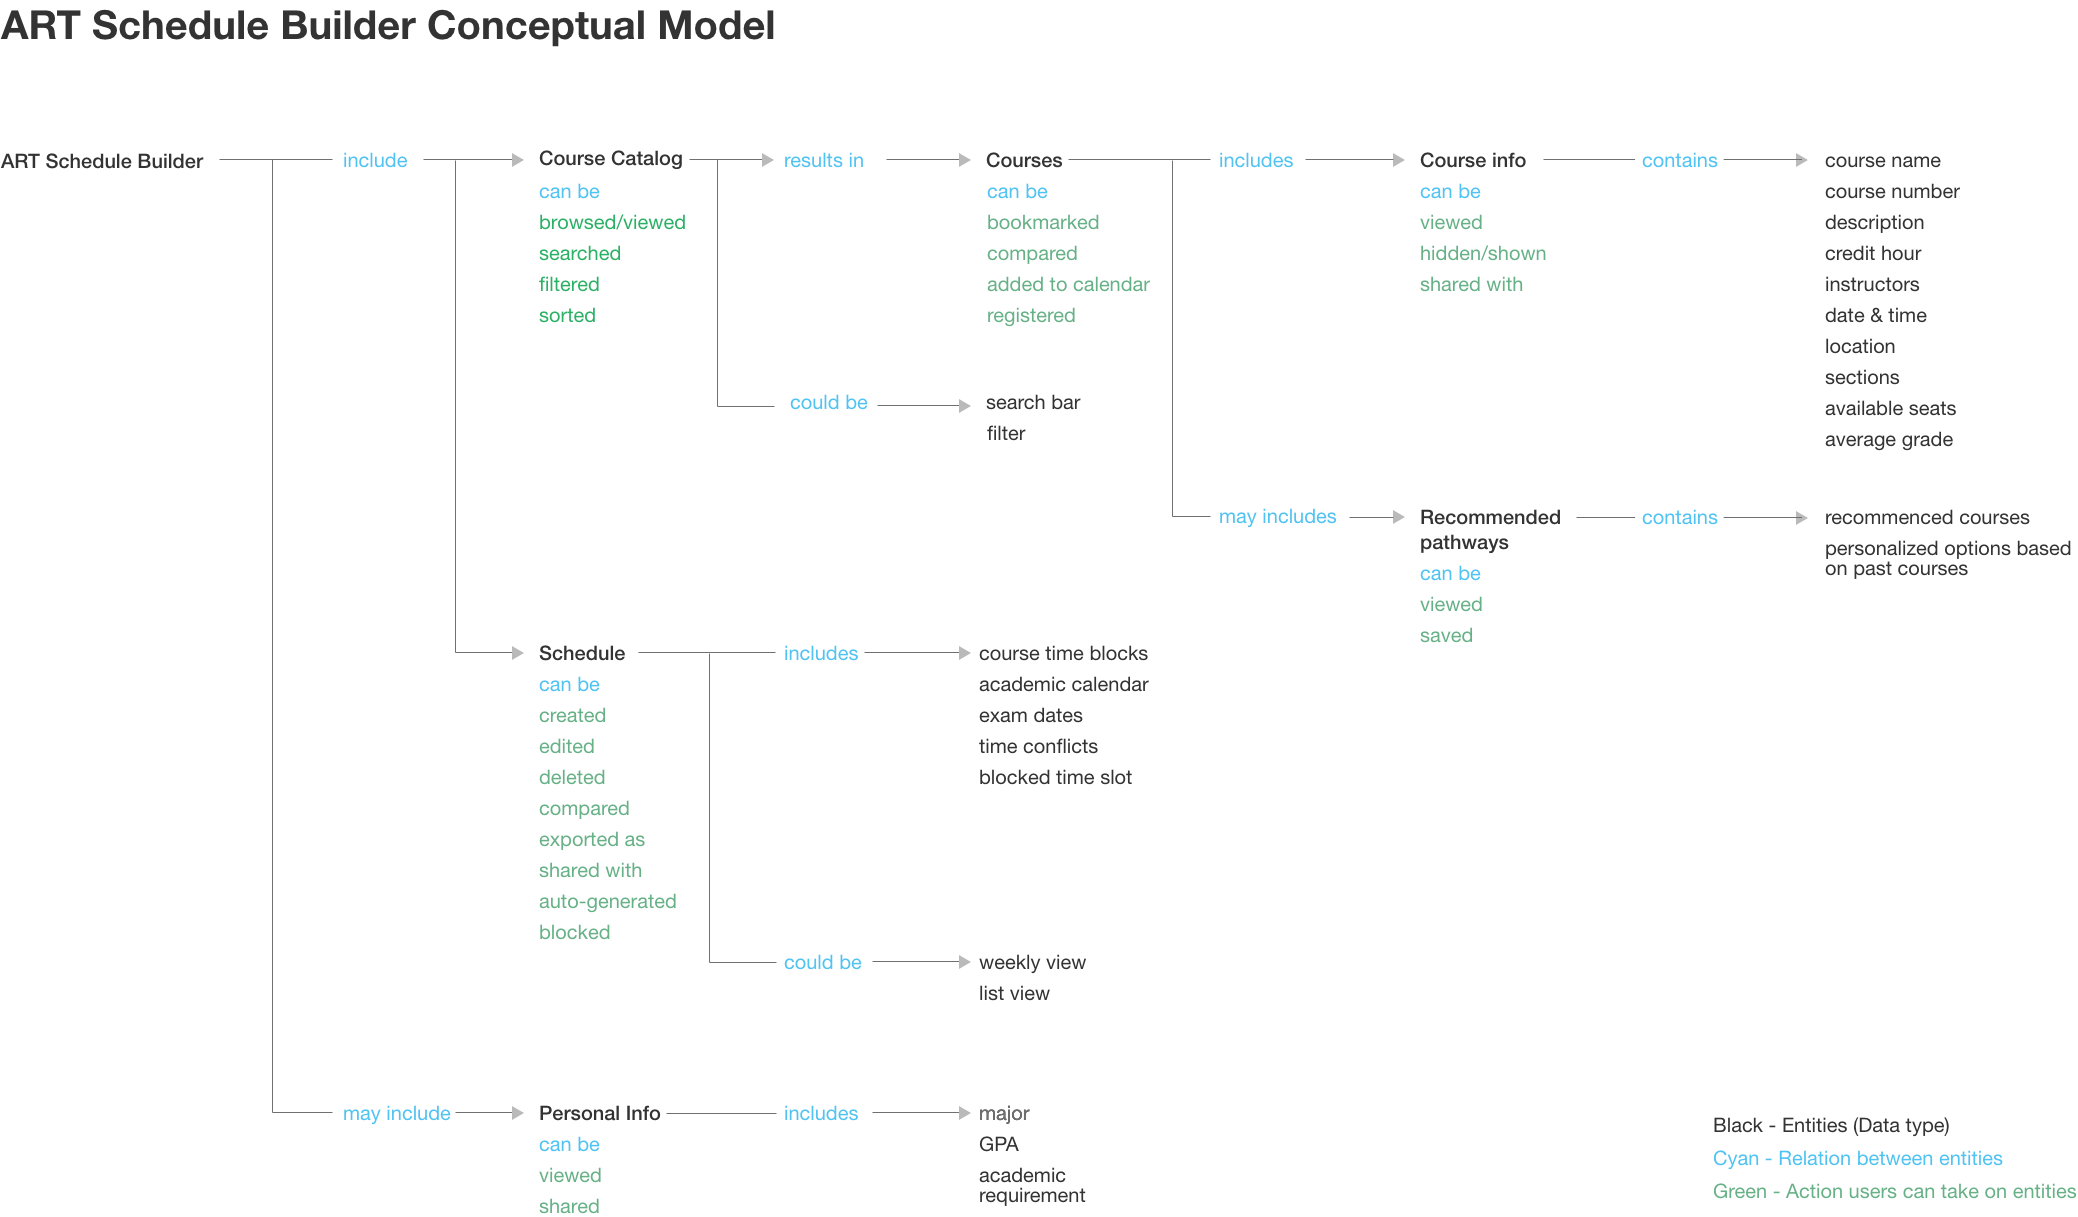 ART Schedule Builder Conceptual Model
ART Schedule Builder
include
Course Catalog
can be
browsed/viewed
searched
filtered
sorted
results in
Courses
can be
bookmarked
compared
added to calendar
registered
includes
Course info
can be
viewed
hidden/shown
shared with
contains
course name
course number
description
credit hour
instructors
date & time
location
sections
available seats
average grade
could be
search bar
filter
may includes
Recommended
pathways
can be
viewed
saved
contains
recommenced courses
personalized options based
on past courses
Schedule
can be
created
edited
deleted
compared
exported as
shared with
auto-generated
blocked
includes
course time blocks
academic calendar
exam dates
time conflicts
blocked time slot
could be
weekly view
list view
may include
Personal Info
can be
viewed
shared
includes
major
GPA
academic
requirement
Black - Entities (Data type)
Cyan - Relation between entities
Green - Action users can take on entities